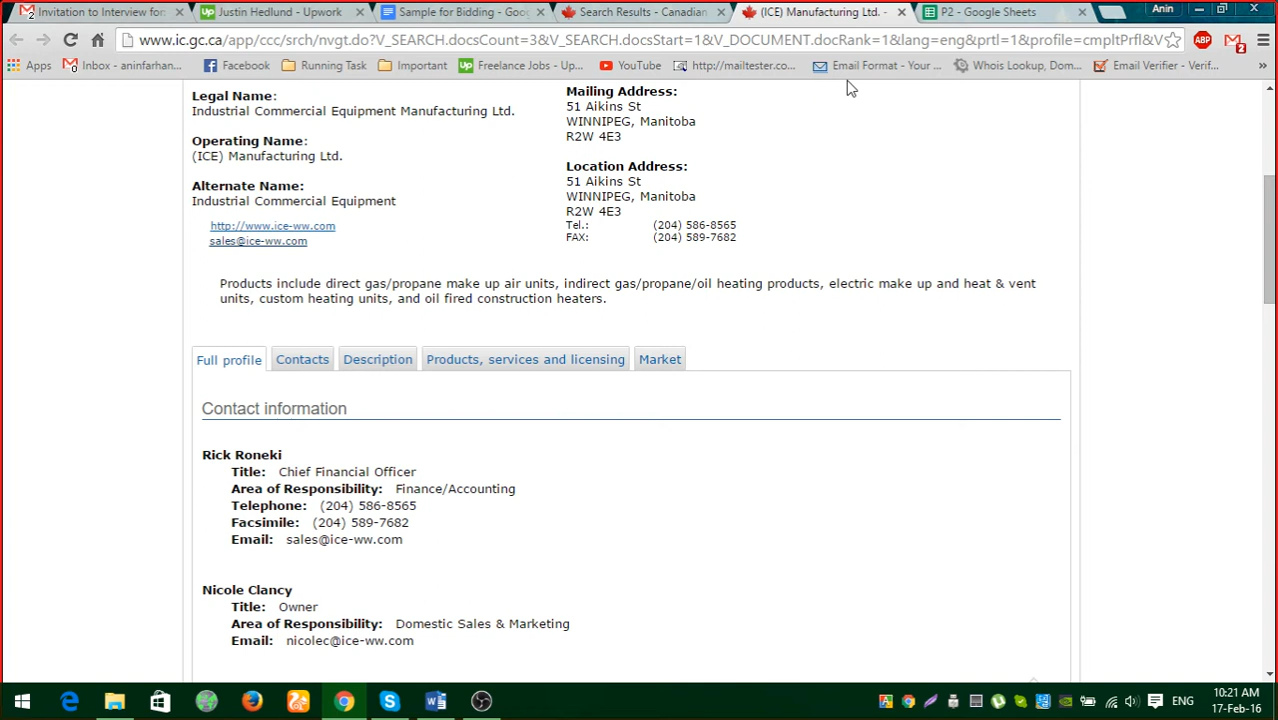 Invitation to Interview for
Justin Hedlund - Upwork
Sample for Bidding - Goo
Search Results - Canadian
(ICE) Manufacturing Ltd. -
P2 - Google Sheets
Anin
www.ic.gc.ca/app/ccc/srch/nvgt.do?V_SEARCH.docsCount=3&V_SEARCH.docsStart=1&V_DOCUMENT.docRank=1&lang=eng&prtl=1&profile=cmpltPrfl&V
ABP
2
Apps
Inbox - aninfarhan...
Facebook
Running Task
Important
Up Freelance Jobs - Up...
YouTube
http://mailtester.co...
Email Format - Your ...
Whois Lookup, Dom...
Email Verifier - Verif...
»
Legal Name:
Industrial Commercial Equipment Manufacturing Ltd.
Operating Name:
(ICE) Manufacturing Ltd.
Alternate Name:
Industrial Commercial Equipment
http://www.ice-ww.com
sales@ice-ww.com
Mailing Address:
51 Aikins St
WINNIPEG, Manitoba
R2W 4E3
Location Address:
51 Aikins St
WINNIPEG, Manitoba
R2W 4E3
Tel.: (204) 586-8565
FAX: (204) 589-7682
Products include direct gas/propane make up air units, indirect gas/propane/oil heating products, electric make up and heat & vent
units, custom heating units, and oil fired construction heaters.
Full profile
Contacts
Description
Products, services and licensing
Market
Contact information
Rick Roneki
Title: Chief Financial Officer
Area of Responsibility: Finance/Accounting
Telephone: (204) 586-8565
Facsimile: (204) 589-7682
Email: sales@ice-ww.com
Nicole Clancy
Title: Owner
Area of Responsibility: Domestic Sales & Marketing
Email: nicolec@ice-ww.com
ENG
10:21 AM
17-Feb-16